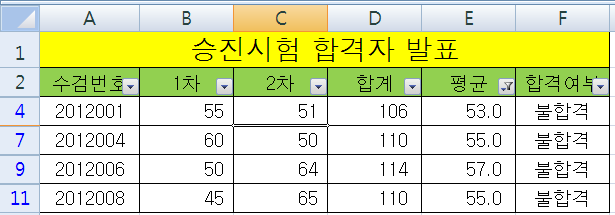 A B C D E F
1 승진시험 합격자 발표
2 수검번호 1차 2차 합계 평균 합격여부
4 2012001 55 51 106 53.0 불합격
7 2012004 60 50 110 55.0 불합격
9 2012006 50 64 114 57.0 불합격
11 2012008 45 65 110 55.0 불합격